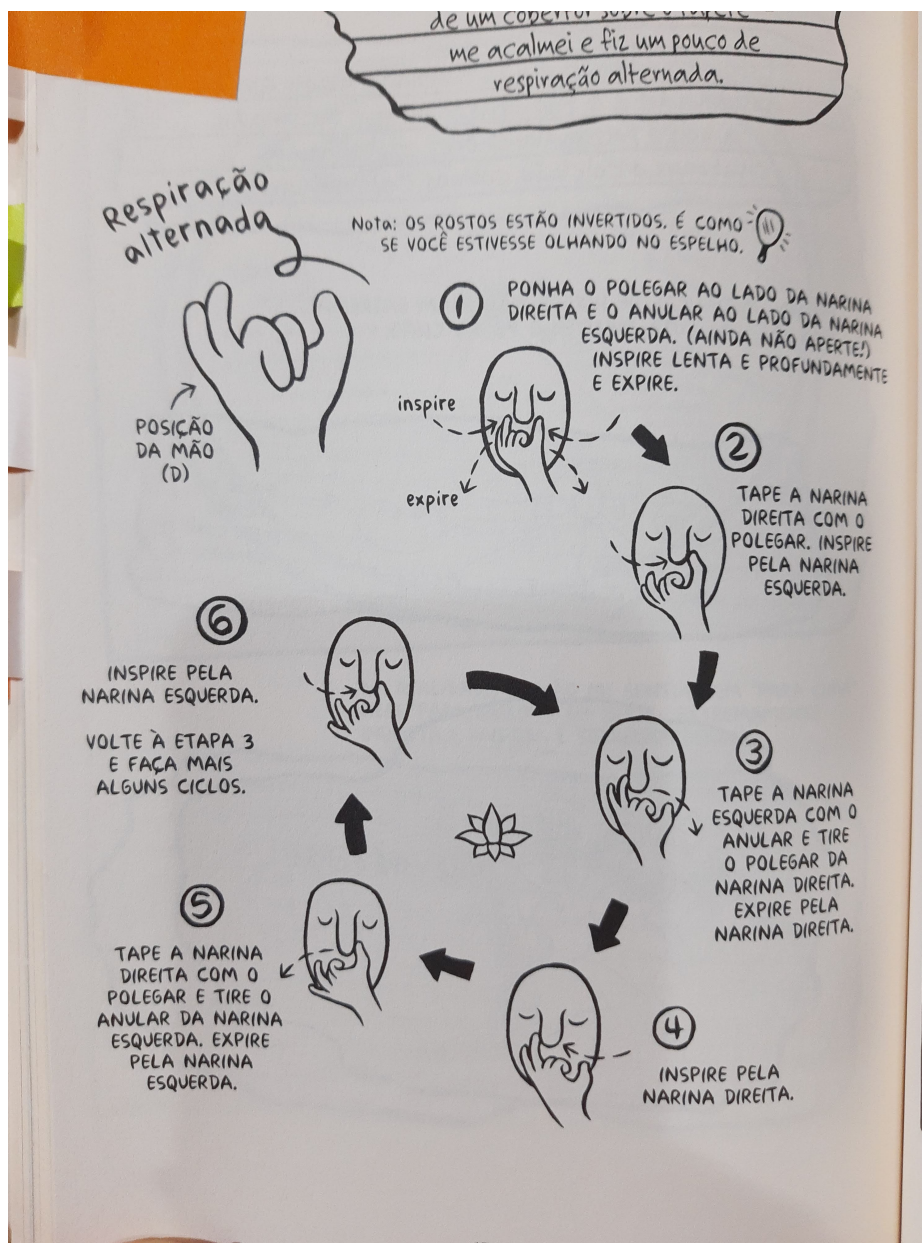 de um cobertor sobre o
me acalmei e fiz um pouco de
respiração alternada.
Respiração
alternada
Nota: OS ROSTOS ESTÃO INVERTIDOS. É COMO
SE VOCÊ ESTIVESSE OLHANDO NO ESPELHO.
POSIÇÃO
DA MÃO
(D)
1
PONHA O POLEGAR AO LADO DA NARINA
DIREITA E O ANULAR AO LADO DA NARINA
ESQUERDA. (AINDA NÃO APERTE!)
INSPIRE LENTA E PROFUNDAMENTE
E EXPIRE.
inspire
expire
2
TAPE A NARINA
DIREITA COM O
POLEGAR. INSPIRE
PELA NARINA
ESQUERDA.
3
TAPE A NARINA
ESQUERDA COM O
ANULAR E TIRE
O POLEGAR DA
NARINA DIREITA.
EXPIRE PELA
NARINA DIREITA.
4
INSPIRE PELA
NARINA DIREITA.
5
TAPE A NARINA
DIREITA COM O
POLEGAR E TIRE O
ANULAR DA NARINA
ESQUERDA. EXPIRE
PELA NARINA
ESQUERDA.
6
INSPIRE PELA
NARINA ESQUERDA.
VOLTE À ETAPA 3
E FAÇA MAIS
ALGUNS CICLOS.